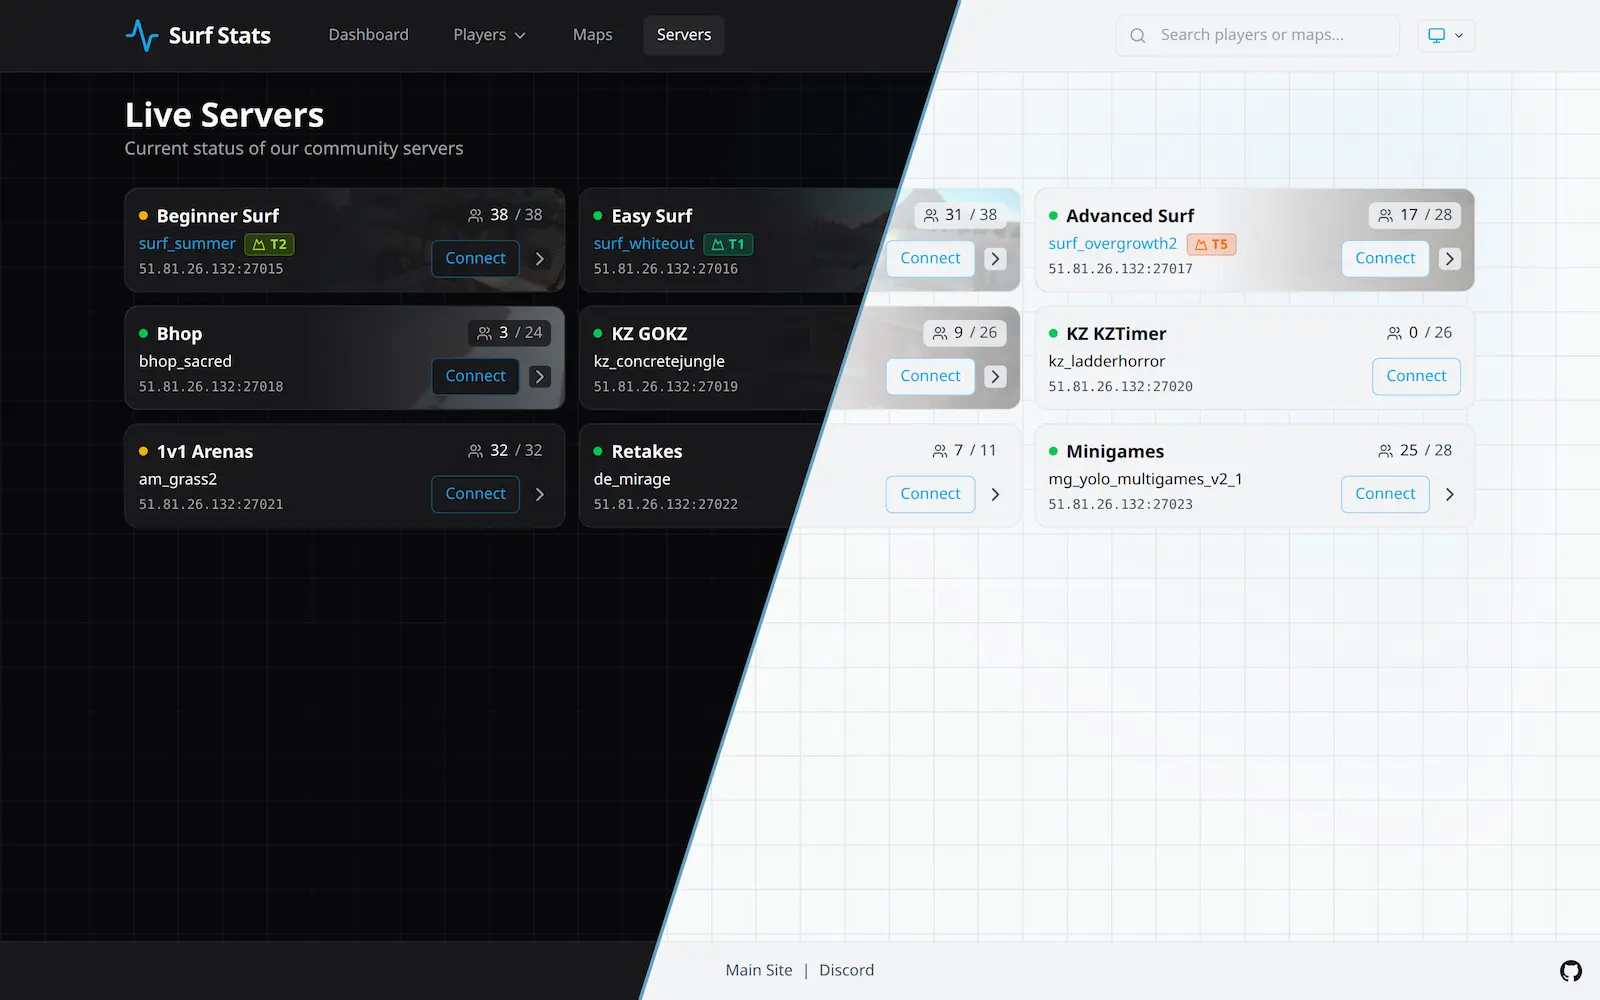 Surf Stats
Dashboard
Players
Maps
Servers
Search players or maps...
Live Servers
Current status of our community servers
Beginner Surf
38 / 38
surf_summer
T2
Connect
51.81.26.132:27015
Easy Surf
31 / 38
surf_whiteout
T1
Connect
51.81.26.132:27016
Advanced Surf
17 / 28
surf_overgrowth2
T5
Connect
51.81.26.132:27017
Bhop
3 / 24
bhop_sacred
Connect
51.81.26.132:27018
KZ GOKZ
9 / 26
kz_concretejungle
Connect
51.81.26.132:27019
KZ KZTimer
0 / 26
kz_ladderhorror
Connect
51.81.26.132:27020
1v1 Arenas
32 / 32
am_grass2
Connect
51.81.26.132:27021
Retakes
7 / 11
de_mirage
Connect
51.81.26.132:27022
Minigames
25 / 28
mg_yolo_multigames_v2_1
Connect
51.81.26.132:27023
Main Site | Discord